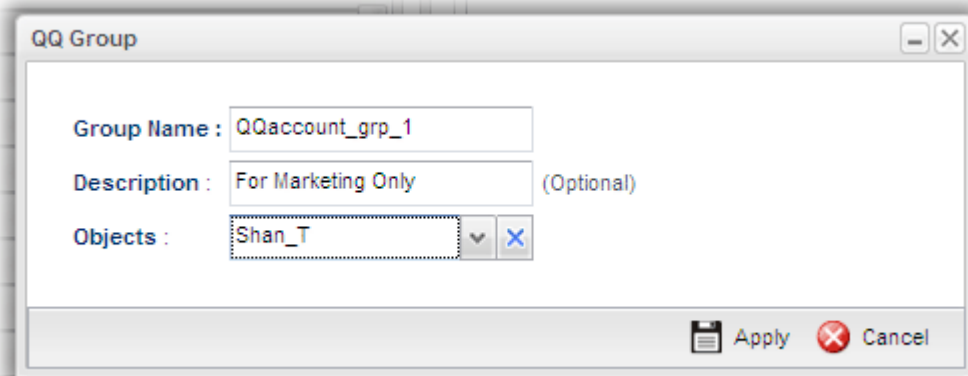 QQ Group
Group Name : QQaccount_grp_1
Description : For Marketing Only (Optional)
Objects : Shan_T
Apply Cancel